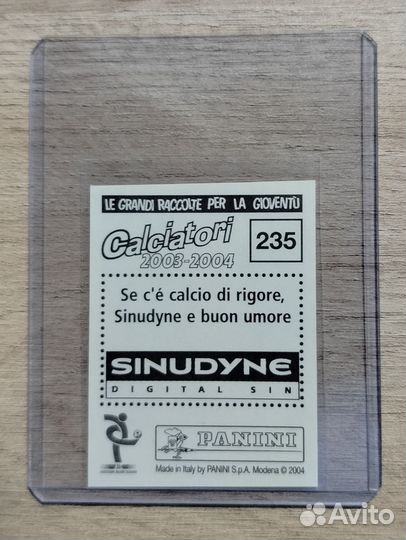 LE GRANDI RACCOLTE PER LA GIOVENTÙ
Calciatori
2003-2004
235
Se c'é calcio di rigore,
Sinudyne e buon umore
SINUDYNE
DIGITAL SIN
PANINI
Made in Italy by PANINI S.p.A. Modena © 2004
Avito